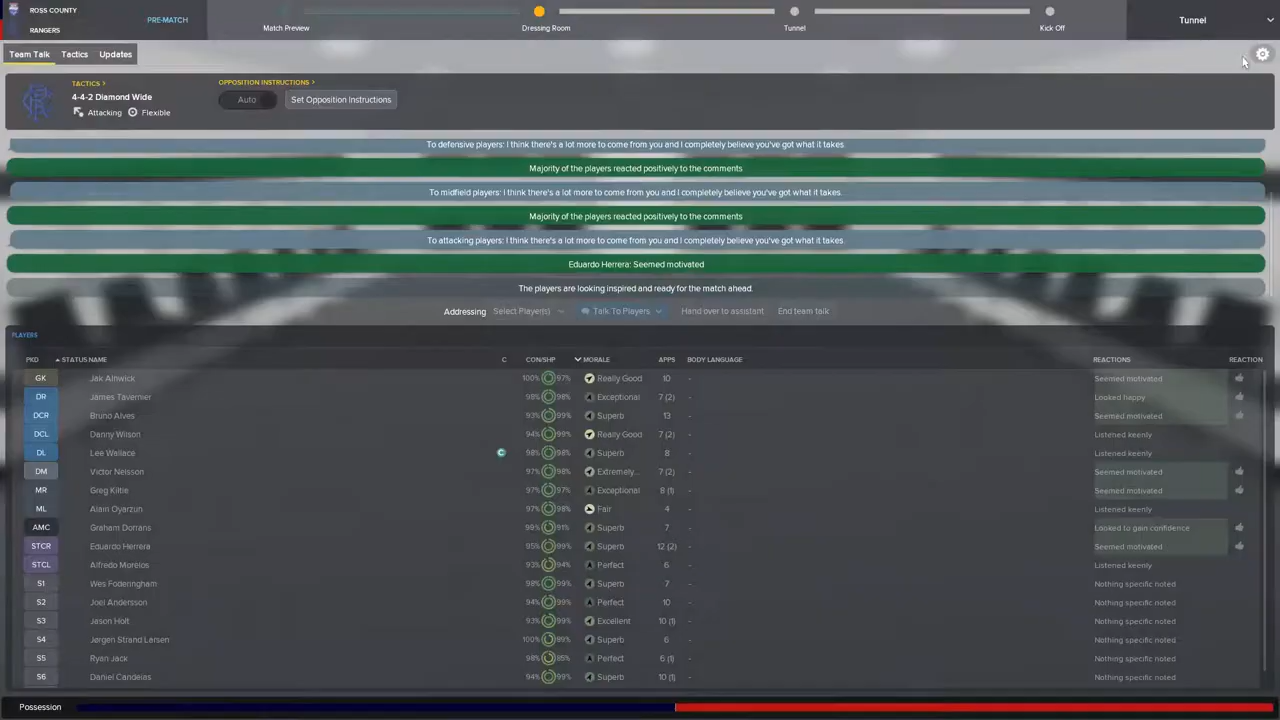 ROSS COUNTY
RANGERS
PRE-MATCH
Match Preview
Dressing Room
Tunnel
Kick Off
Tunnel
Team Talk Tactics Updates
TACTICS >
4-4-2 Diamond Wide
Attacking Flexible
OPPOSITION INSTRUCTIONS >
Auto Set Opposition Instructions
To defensive players: I think there's a lot more to come from you and I completely believe you've got what it takes.
Majority of the players reacted positively to the comments
To midfield players: I think there's a lot more to come from you and I completely believe you've got what it takes.
Majority of the players reacted positively to the comments
To attacking players: I think there's a lot more to come from you and I completely believe you've got what it takes.
Eduardo Herrera: Seemed motivated
The players are looking inspired and ready for the match ahead.
Addressing Select Player(s) Talk To Players Hand over to assistant End team talk
PLAYERS
PKD STATUS NAME C CON/SHP MORALE APPS BODY LANGUAGE REACTIONS REACTION
GK Jak Alnwick 100% 97% Really Good 10 - Seemed motivated
DR James Tavernier 99% 98% Exceptional 7 (2) - Looked happy
DCR Bruno Alves 93% 99% Superb 13 - Seemed motivated
DCL Danny Wilson 94% 99% Really Good 7 (2) - Listened keenly
DL Lee Wallace C 98% 98% Superb 8 - Listened keenly
DM Victor Nelsson 97% 98% Extremely... 7 (2) - Seemed motivated
MR Greg Kiltie 97% 97% Exceptional 8 (1) - Seemed motivated
ML Alain Oyarzun 97% 98% Fair 4 - Listened keenly
AMC Graham Dorrans 99% 91% Superb 7 - Looked to gain confidence
STCR Eduardo Herrera 95% 99% Superb 12 (2) - Seemed motivated
STCL Alfredo Morelos 93% 94% Perfect 6 - Listened keenly
S1 Wes Foderingham 98% 99% Superb 7 - Nothing specific noted
S2 Joel Andersson 94% 99% Perfect 10 - Nothing specific noted
S3 Jason Holt 93% 99% Excellent 10 (1) - Nothing specific noted
S4 Jørgen Strand Larsen 100% 89% Superb 6 - Nothing specific noted
S5 Ryan Jack 98% 85% Perfect 6 (1) - Nothing specific noted
S6 Daniel Candeias 94% 99% Superb 10 (1) - Nothing specific noted
Possession